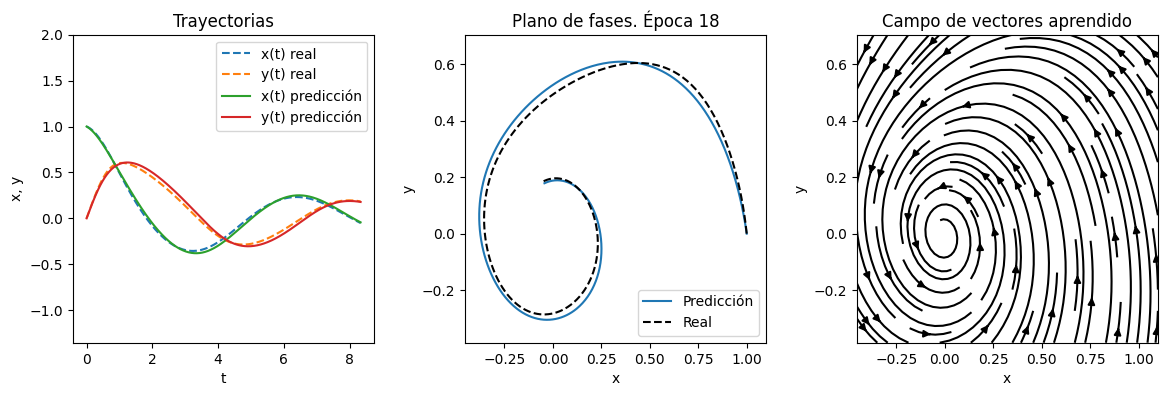 Trayectorias
2.0
1.5
1.0
0.5
0.0
−0.5
−1.0
x, y
0
2
4
6
8
t
x(t) real
y(t) real
x(t) predicción
y(t) predicción
Plano de fases. Época 18
0.6
0.4
0.2
0.0
−0.2
y
−0.25
0.00
0.25
0.50
0.75
1.00
x
Predicción
Real
Campo de vectores aprendido
0.6
0.4
0.2
0.0
−0.2
y
−0.25
0.00
0.25
0.50
0.75
1.00
x